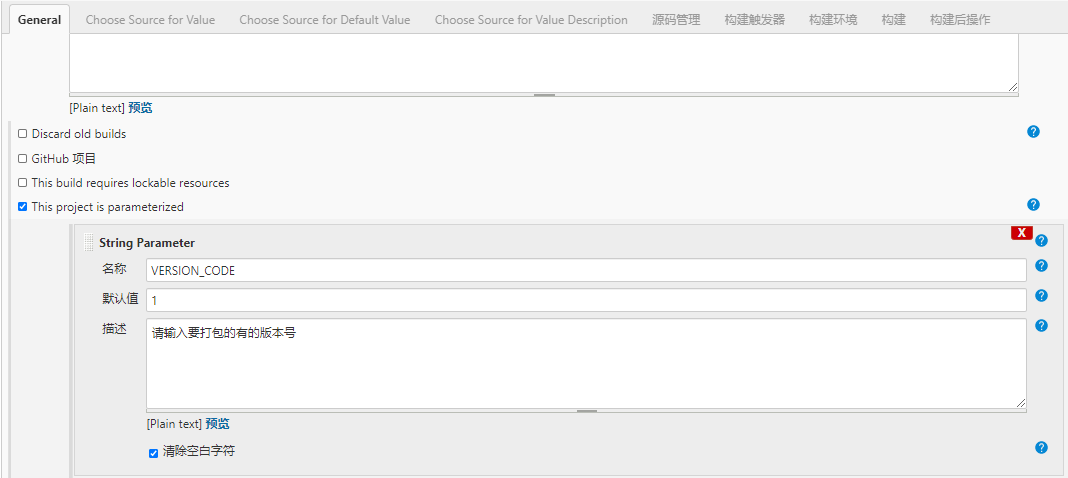 General Choose Source for Value Choose Source for Default Value Choose Source for Value Description 源码管理 构建触发器 构建环境 构建 构建后操作
[Plain text] 预览
Discard old builds
GitHub 项目
This build requires lockable resources
This project is parameterized
X
String Parameter
名称 VERSION_CODE
默认值 1
描述 请输入要打包的有的版本号
[Plain text] 预览
清除空白字符